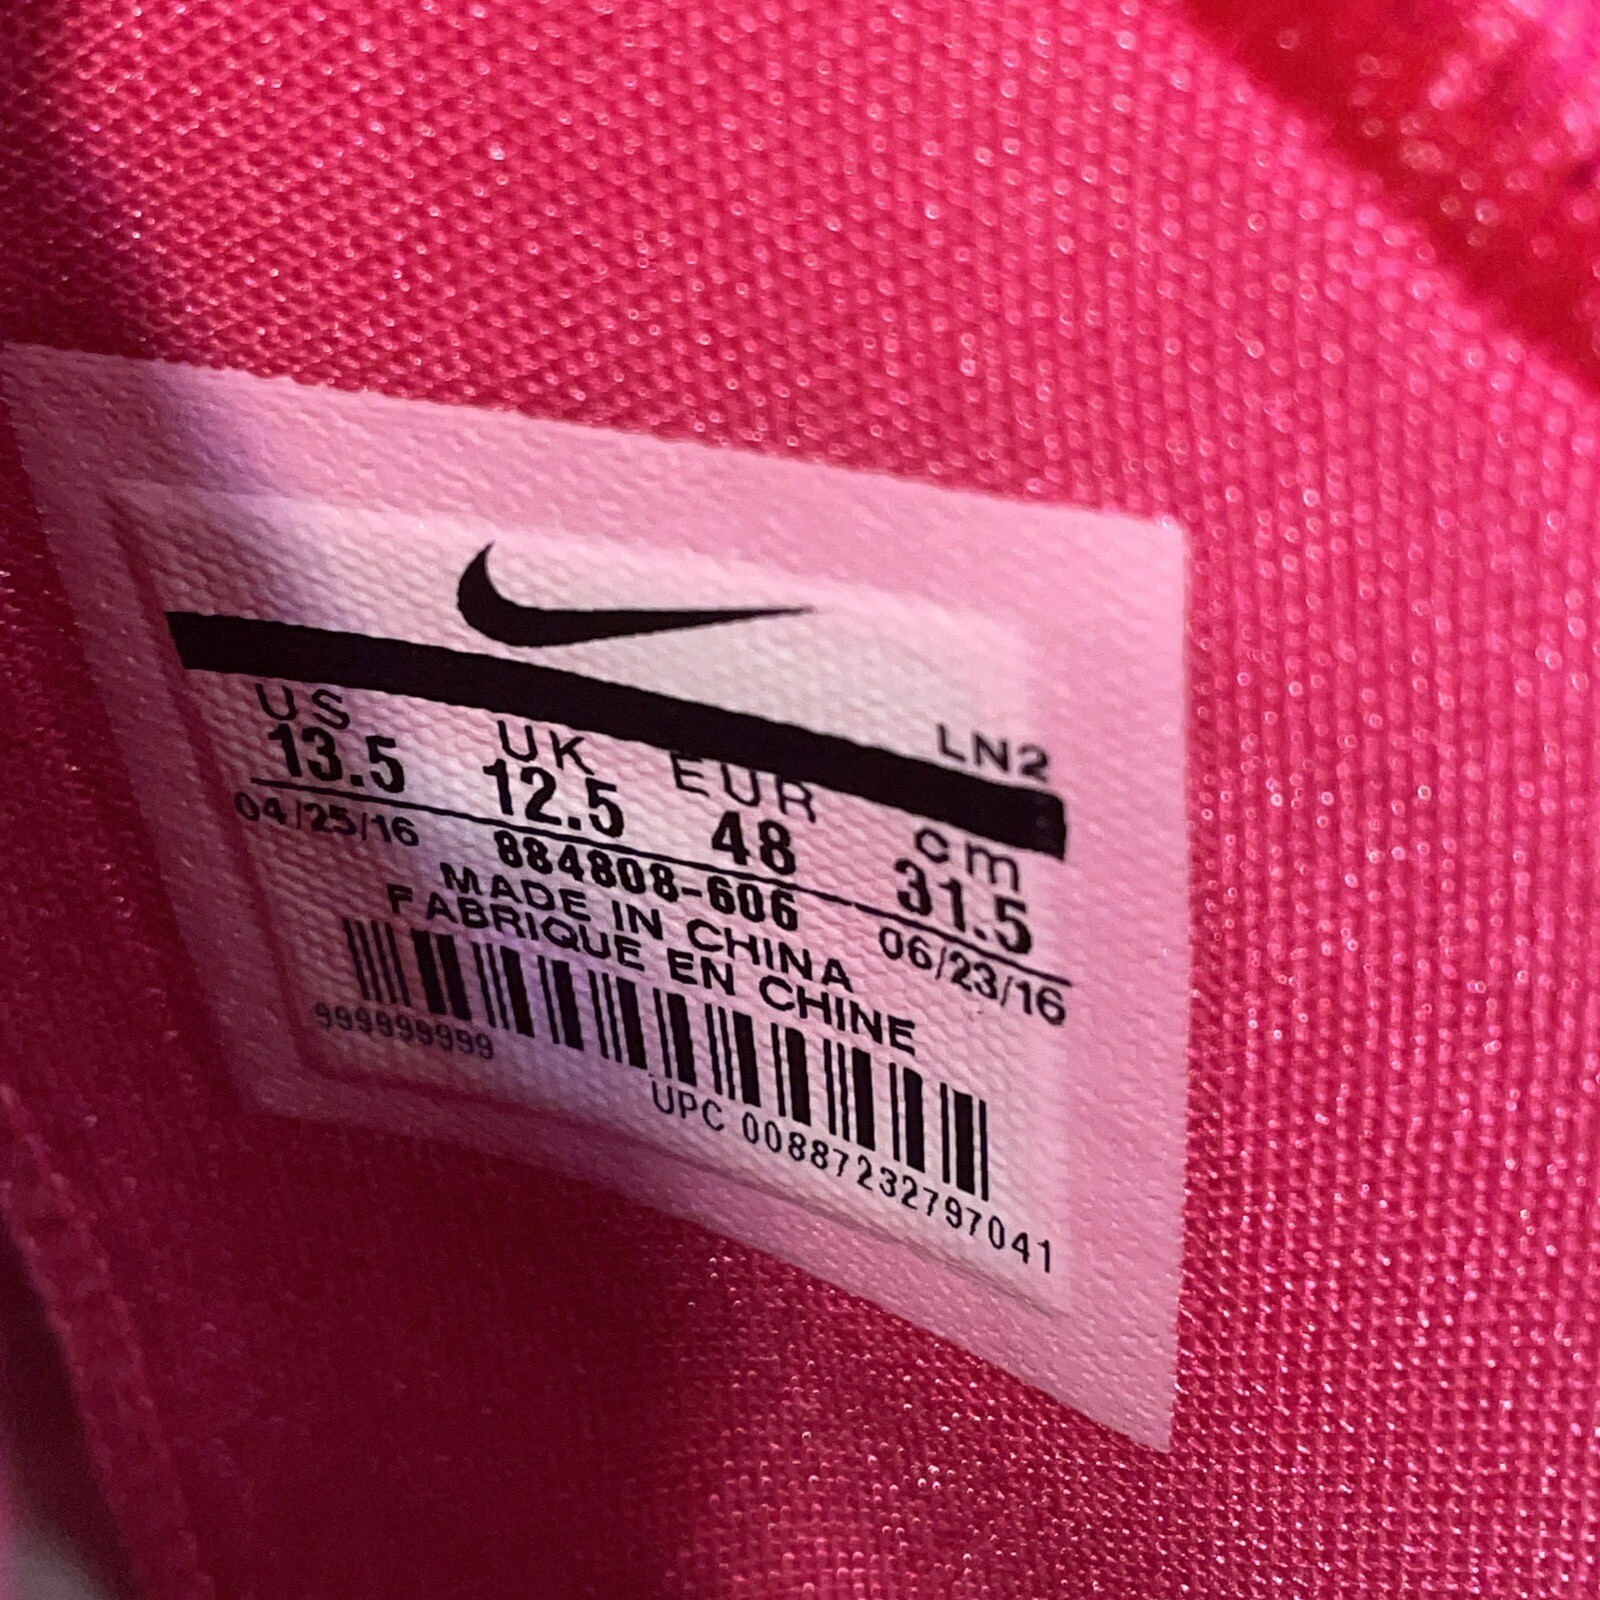 LN2
US UK EUR cm
13.5 12.5 48 31.5
04/25/16 884808-606 06/23/16
MADE IN CHINA
FABRIQUE EN CHINE
999999999
UPC 00887232797041